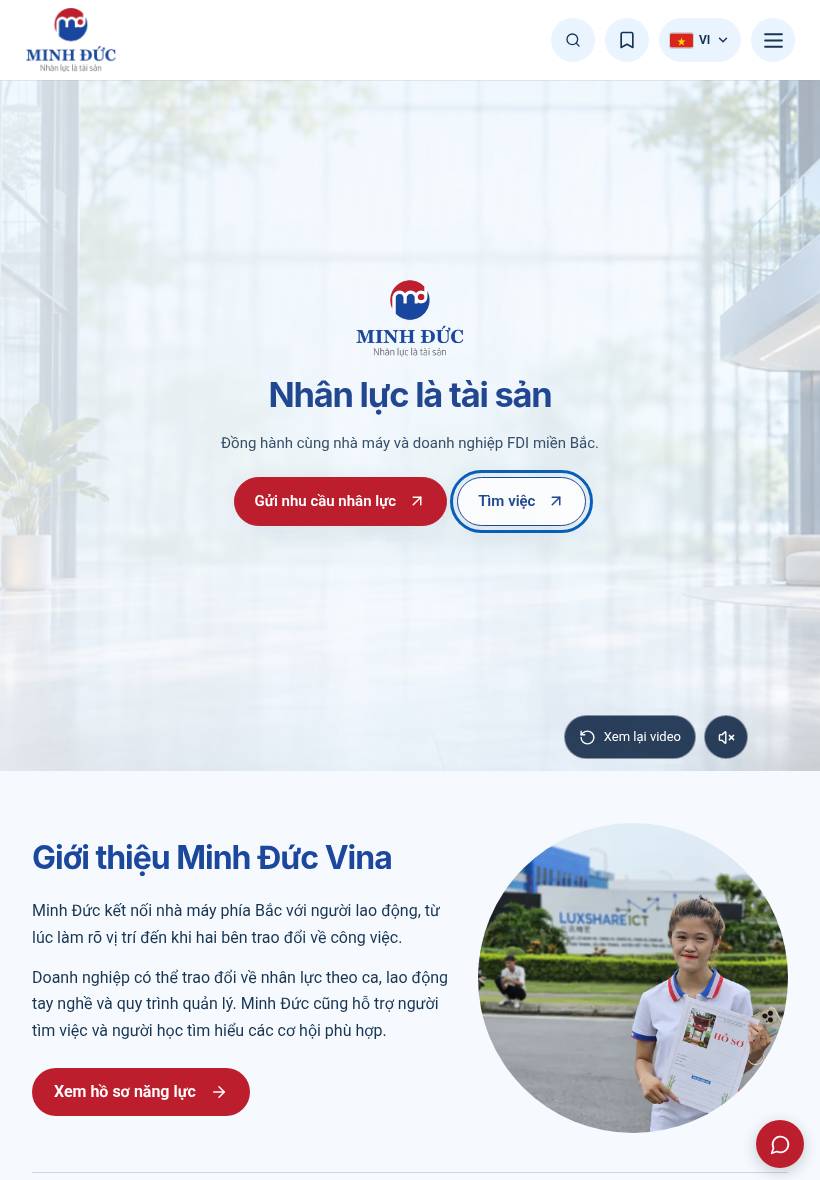 MINH ĐỨC
Nhân lực là tài sản
VI
MINH ĐỨC
Nhân lực là tài sản
Nhân lực là tài sản
Đồng hành cùng nhà máy và doanh nghiệp FDI miền Bắc.
Gửi nhu cầu nhân lực
Tìm việc
Xem lại video
Giới thiệu Minh Đức Vina
Minh Đức kết nối nhà máy phía Bắc với người lao động, từ
lúc làm rõ vị trí đến khi hai bên trao đổi về công việc.
Doanh nghiệp có thể trao đổi về nhân lực theo ca, lao động
tay nghề và quy trình quản lý. Minh Đức cũng hỗ trợ người
tìm việc và người học tìm hiểu các cơ hội phù hợp.
Xem hồ sơ năng lực
LUXSHARE ICT
HỒ SƠ